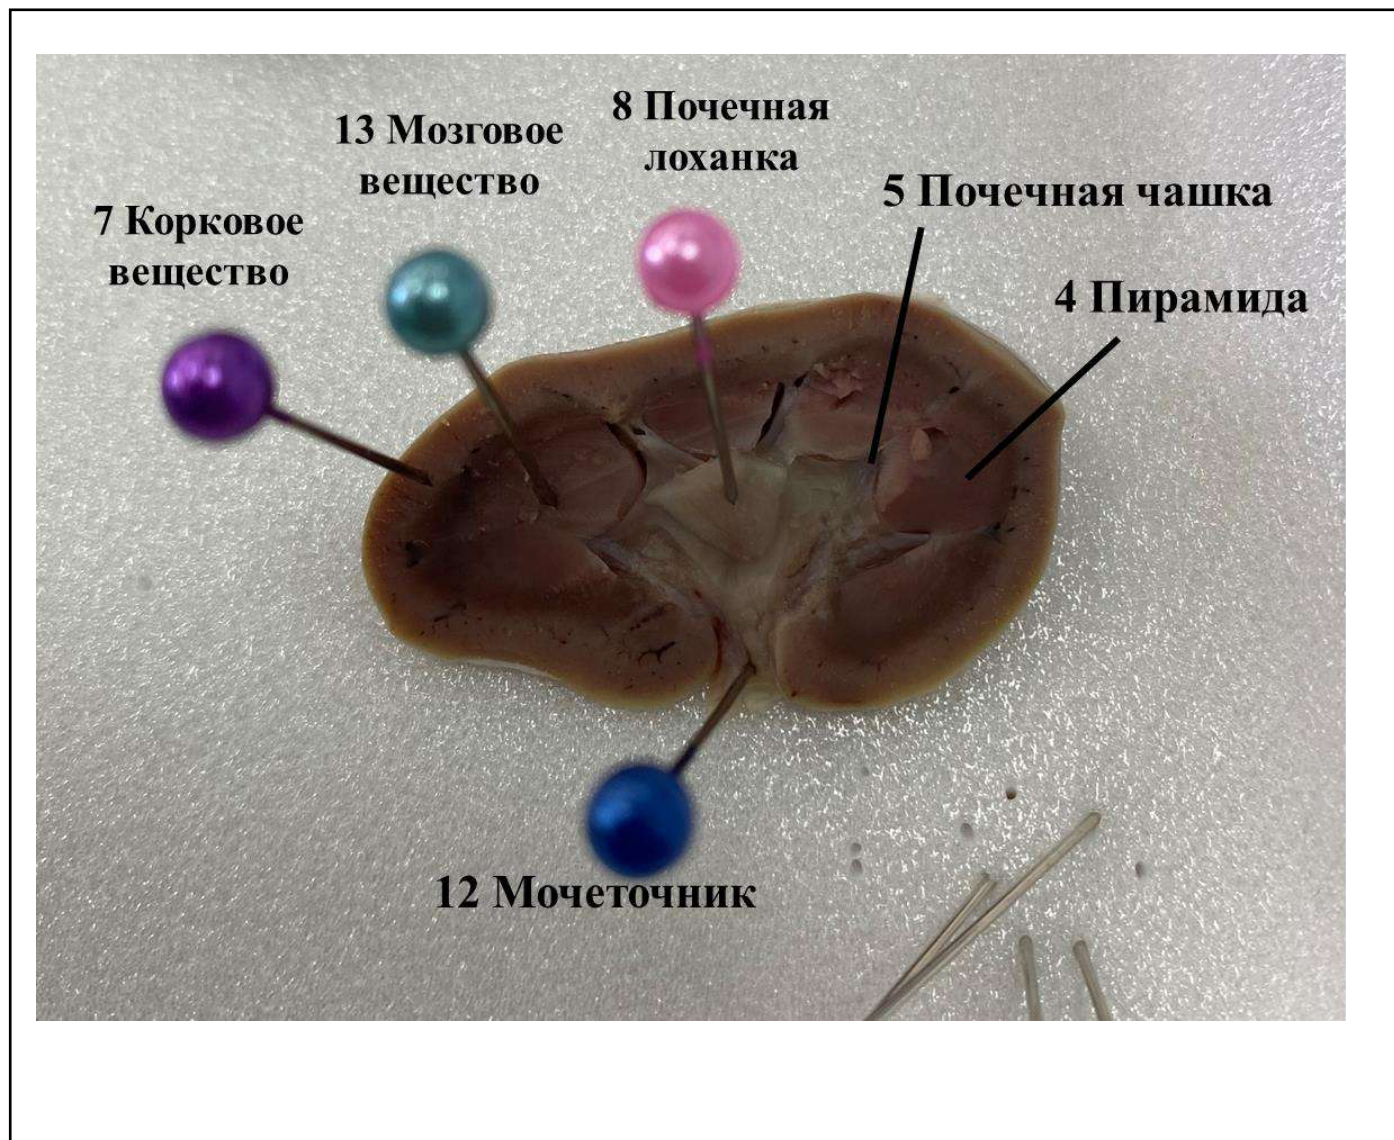 8 Почечная
лоханка
13 Мозговое
вещество
5 Почечная чашка
7 Корковое
вещество
4 Пирамида
12 Мочеточник